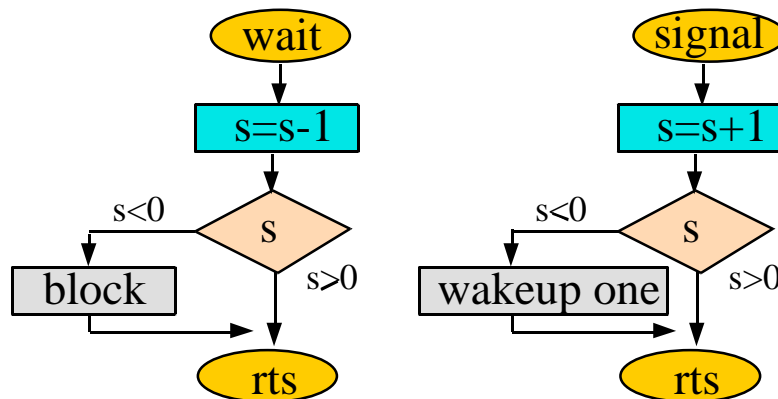 wait
s=s-1
s
s<0
s⩾0
block
rts
signal
s=s+1
s
s⩽0
s>0
wakeup one
rts